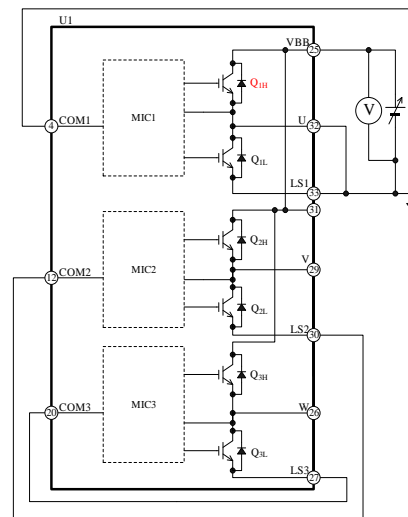 U1
VBB 25
Q1H
MIC1
V
4 COM1
U 32
Q1L
LS1 33
31
MIC2
Q2H
12 COM2
V 29
Q2L
LS2 30
MIC3
Q3H
20 COM3
W 26
Q3L
LS3 27